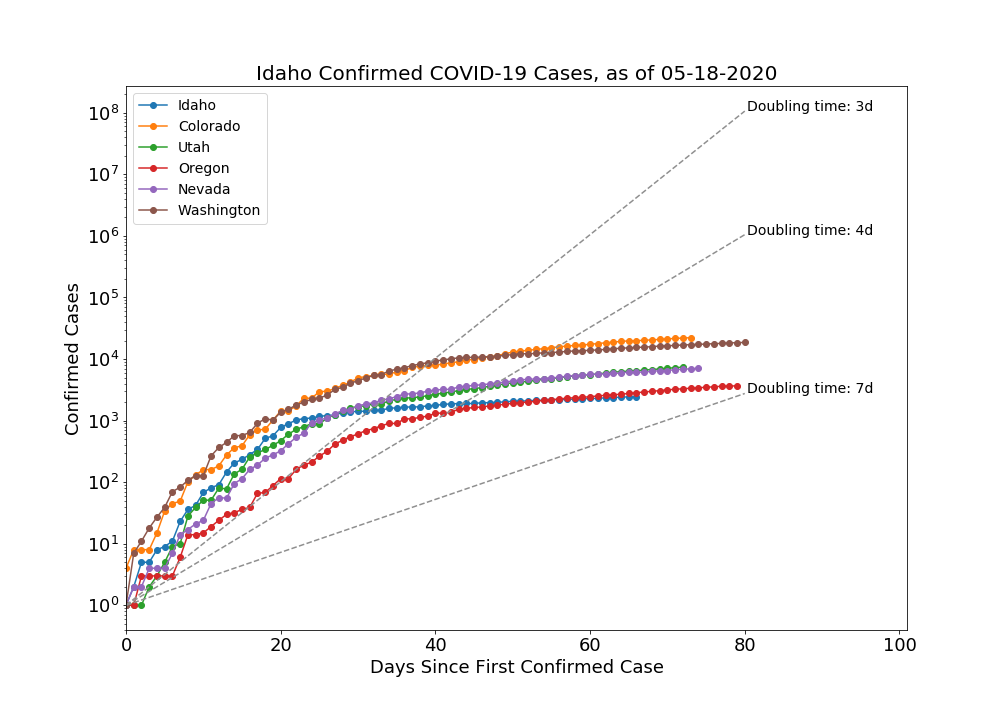 Idaho Confirmed COVID-19 Cases, as of 05-18-2020
Idaho
Colorado
Utah
Oregon
Nevada
Washington
Doubling time: 3d
Doubling time: 4d
Doubling time: 7d
Confirmed Cases
10⁸
10⁷
10⁶
10⁵
10⁴
10³
10²
10¹
10⁰
0 20 40 60 80 100
Days Since First Confirmed Case